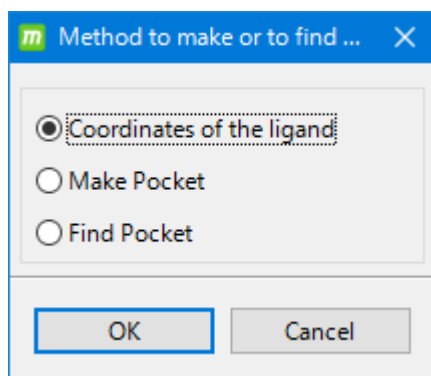 m Method to make or to find ...
Coordinates of the ligand
Make Pocket
Find Pocket
OK Cancel